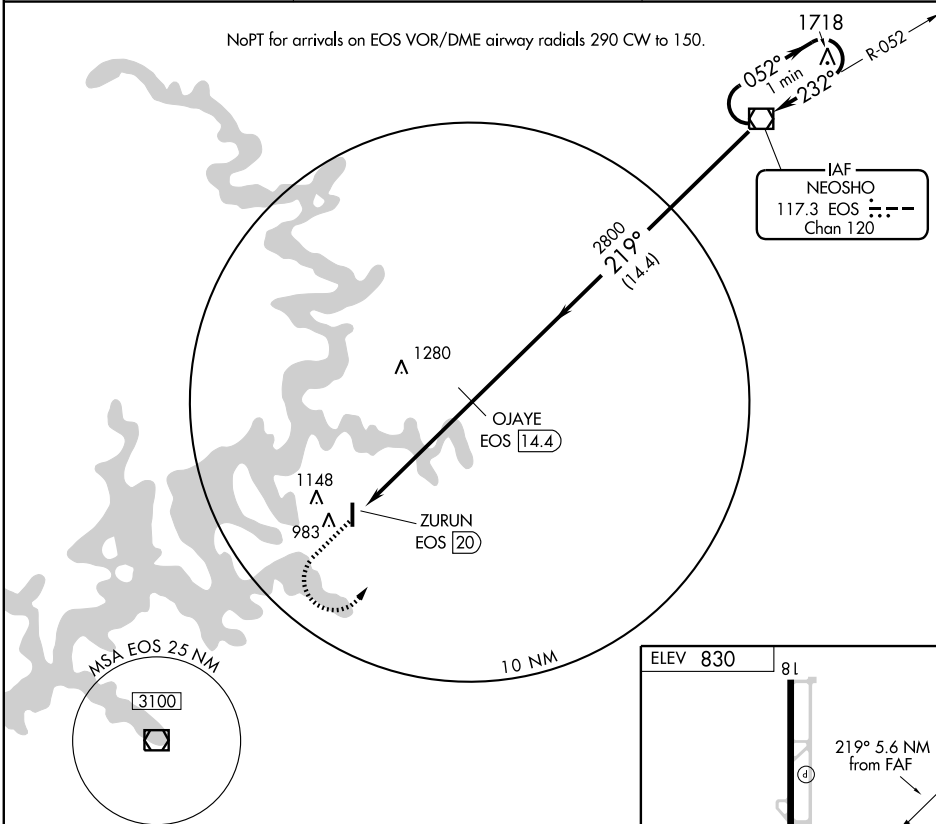 NoPT for arrivals on EOS VOR/DME airway radials 290 CW to 150.
1718
R-052
052°
1 min
232°
IAF
NEOSHO
117.3 EOS
Chan 120
2800
219°
(14.4)
1280
OJAYE
EOS 14.4
1148
983
ZURUN
EOS 20
10 NM
MSA EOS 25 NM
3100
ELEV 830
18
219° 5.6 NM
from FAF
P